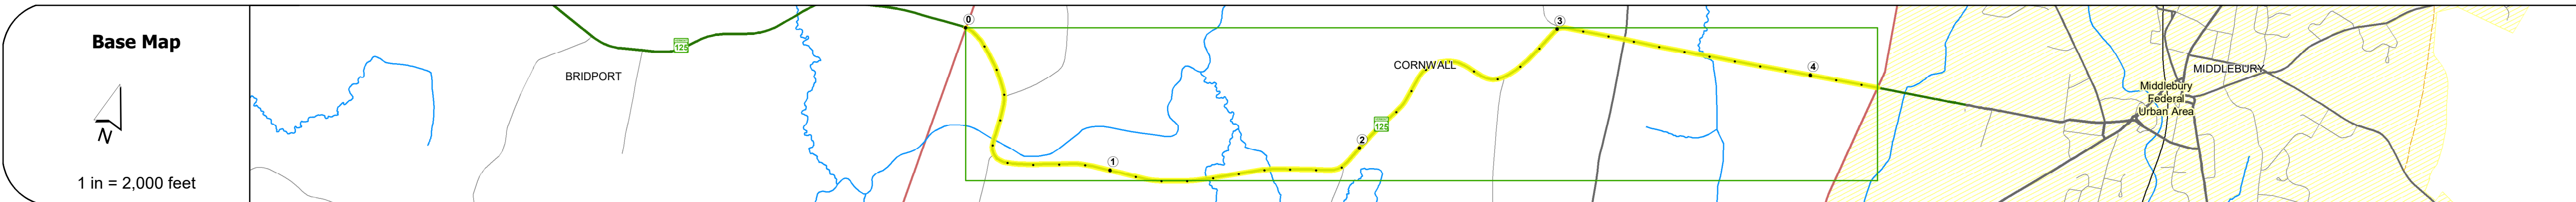 Base Map
N
1 in = 2,000 feet
BRIDPORT
125
0
1
2
125
CORNWALL
3
4
MIDDLEBURY
Middlebury
Federal
Urban Area